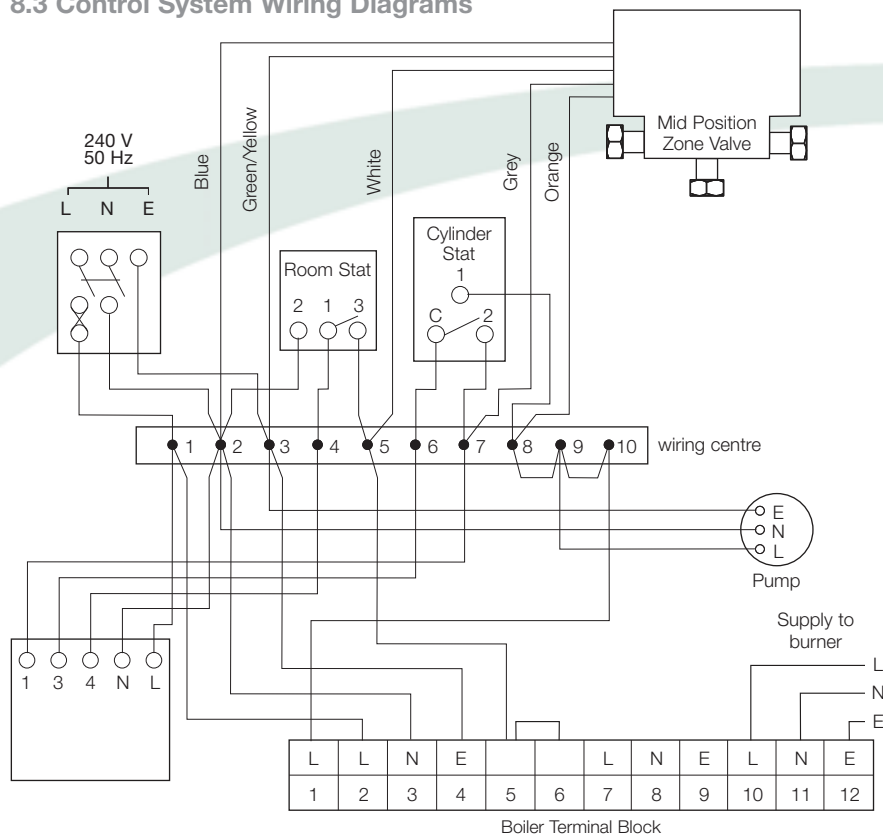 8.3 Control System Wiring Diagrams
Mid Position
Zone Valve
240 V
50 Hz
L N E
Blue
Green/Yellow
White
Grey
Orange
Room Stat
2 1 3
Cylinder
Stat
1
C 2
1 2 3 4 5 6 7 8 9 10
wiring centre
E
N
L
Pump
Supply to
burner
L
N
E
1 3 4 N L
L L N E L N E L N E
1 2 3 4 5 6 7 8 9 10 11 12
Boiler Terminal Block